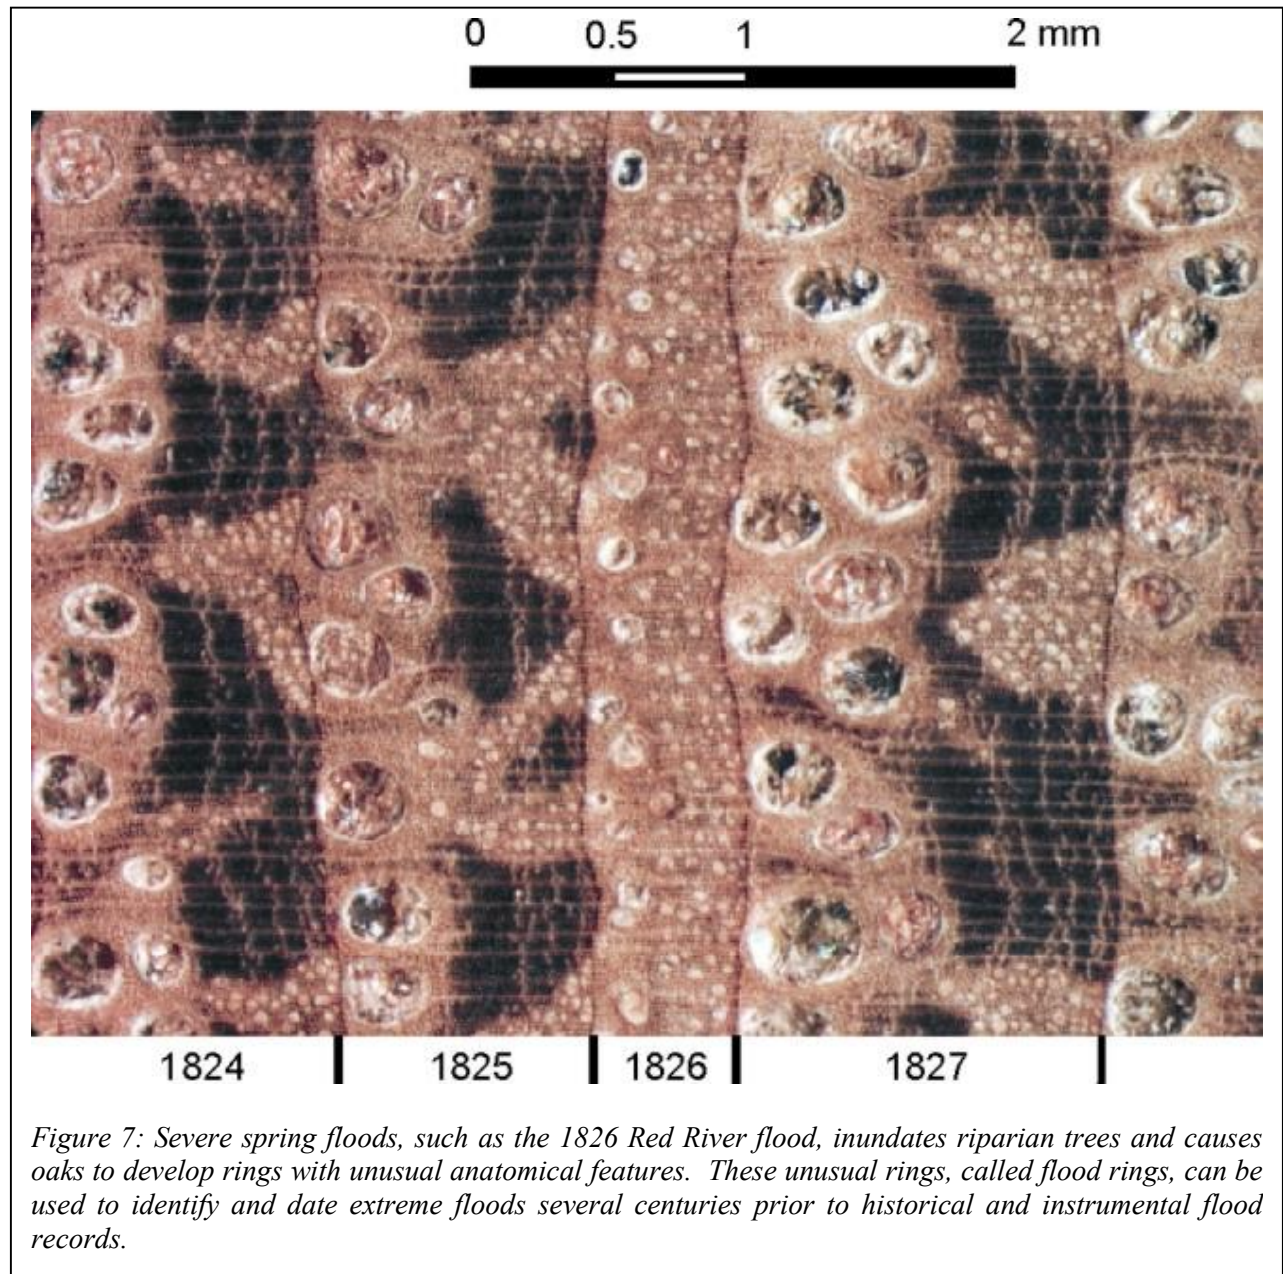 0 0.5 1 2 mm
1824 1825 1826 1827
Figure 7: Severe spring floods, such as the 1826 Red River flood, inundates riparian trees and causes
oaks to develop rings with unusual anatomical features. These unusual rings, called flood rings, can be
used to identify and date extreme floods several centuries prior to historical and instrumental flood
records.